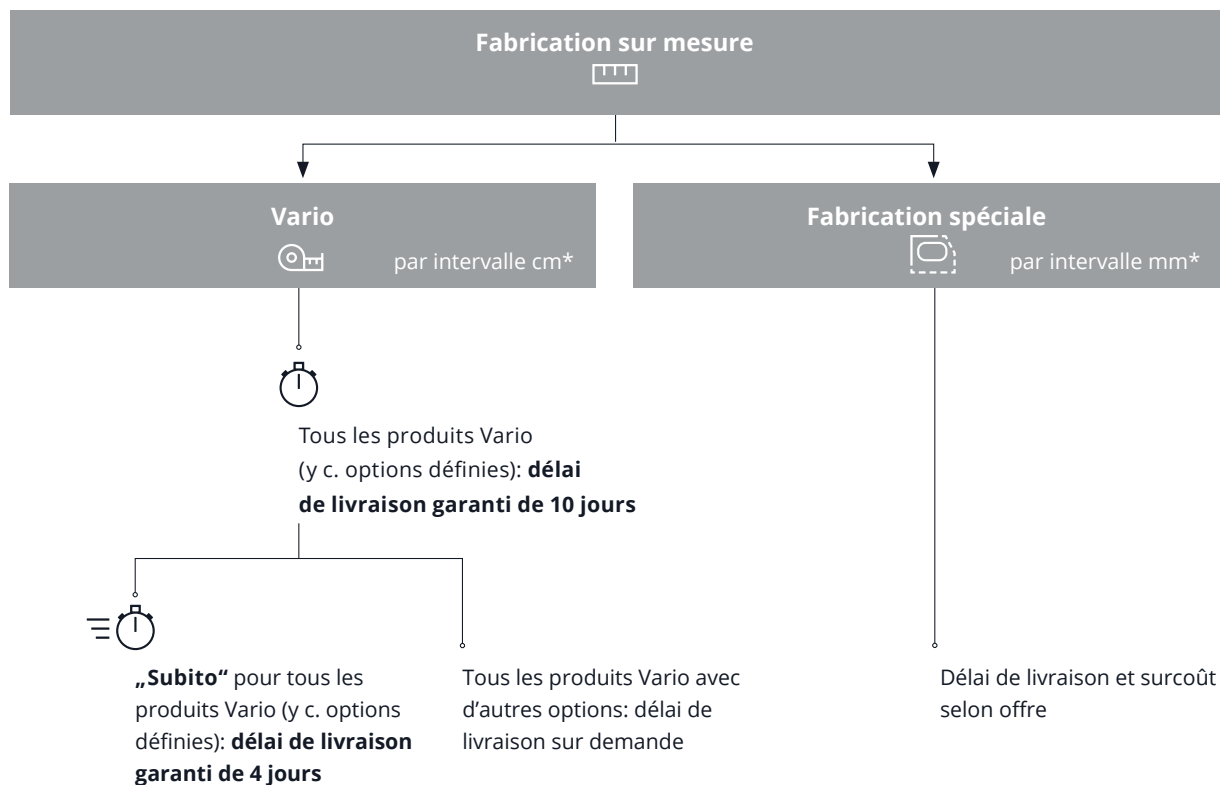 Fabrication sur mesure
Vario
par intervalle cm*
Fabrication spéciale
par intervalle mm*
Tous les produits Vario
(y c. options définies): délai
de livraison garanti de 10 jours
„Subito“ pour tous les
produits Vario (y c. options
définies): délai de livraison
garanti de 4 jours
Tous les produits Vario avec
d'autres options: délai de
livraison sur demande
Délai de livraison et surcoût
selon offre